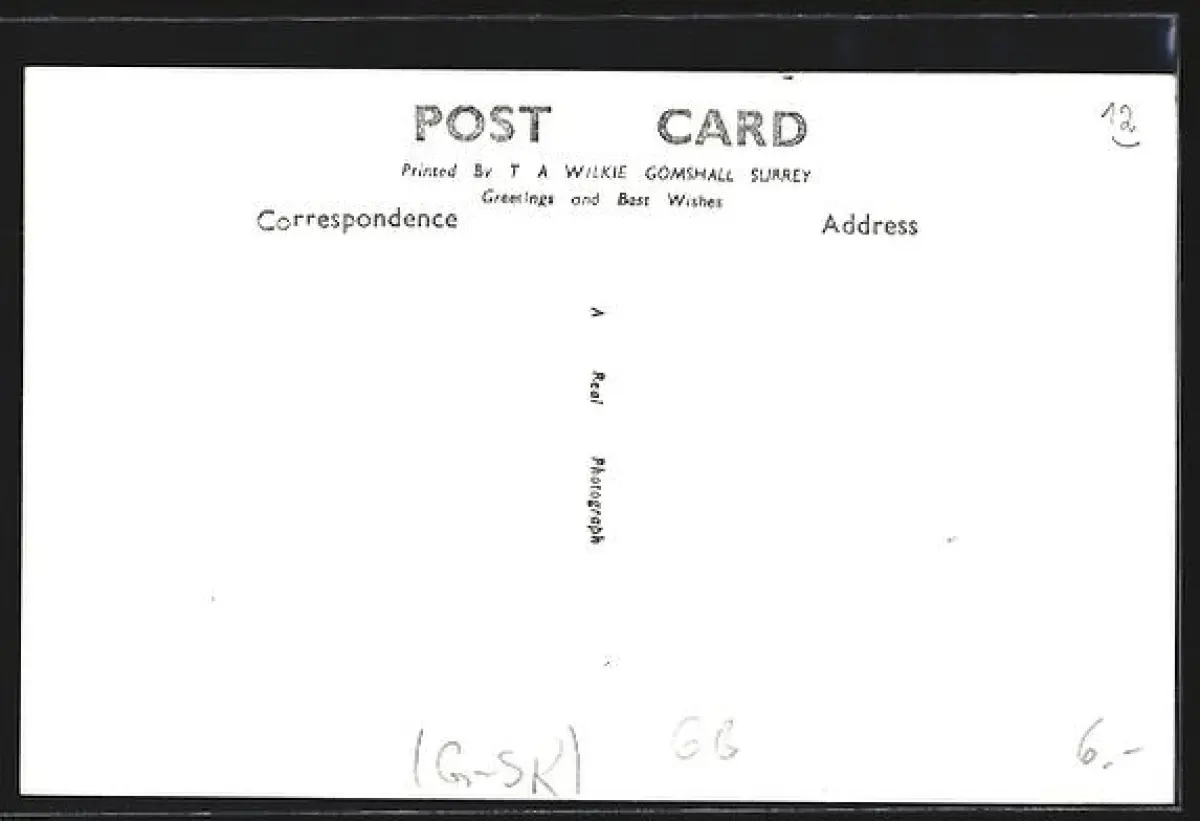 POST CARD
12
Printed By T A WILKIE GOMSHALL SURREY
Greetings and Best Wishes
Correspondence Address
A Real Photograph
(G-SK) GB 6.-